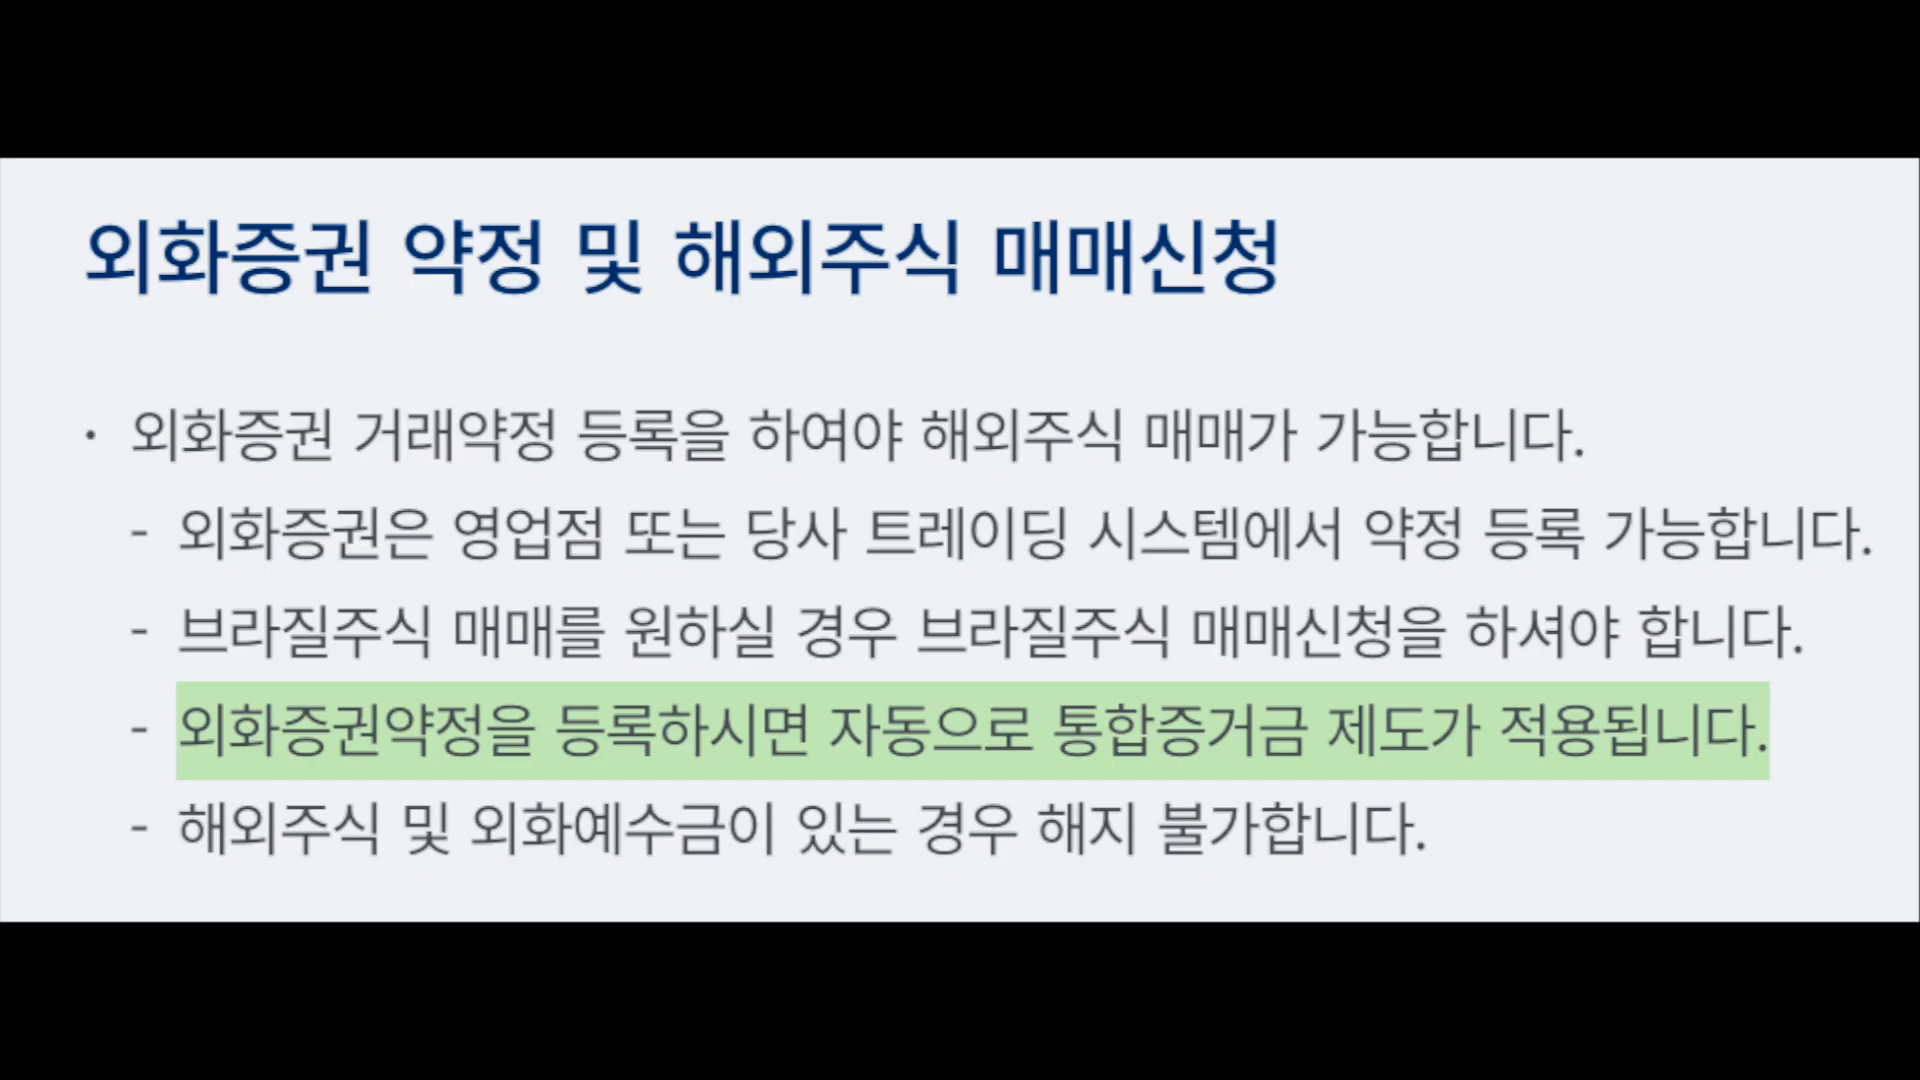 외화증권 약정 및 해외주식 매매신청
· 외화증권 거래약정 등록을 하여야 해외주식 매매가 가능합니다.
- 외화증권은 영업점 또는 당사 트레이딩 시스템에서 약정 등록 가능합니다.
- 브라질주식 매매를 원하실 경우 브라질주식 매매신청을 하셔야 합니다.
- 외화증권약정을 등록하시면 자동으로 통합증거금 제도가 적용됩니다.
- 해외주식 및 외화예수금이 있는 경우 해지 불가합니다.